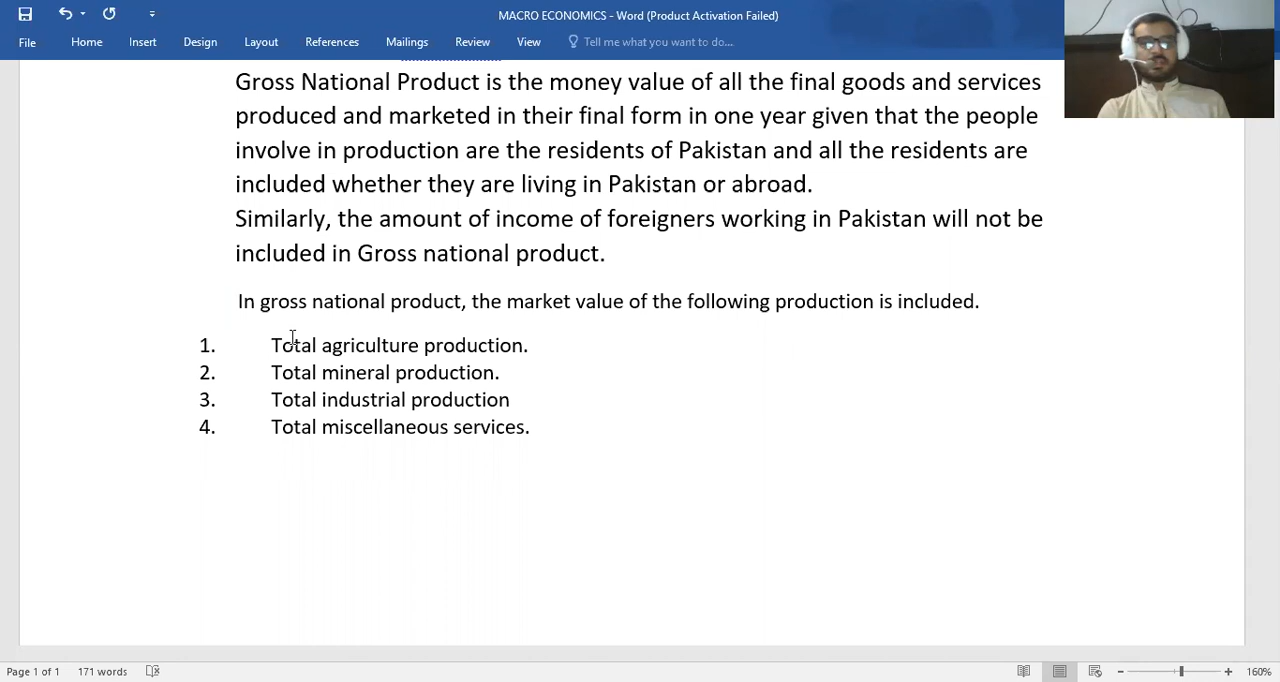 MACRO ECONOMICS - Word (Product Activation Failed)
File Home Insert Design Layout References Mailings Review View Tell me what you want to do...
Gross National Product is the money value of all the final goods and services
produced and marketed in their final form in one year given that the people
involve in production are the residents of Pakistan and all the residents are
included whether they are living in Pakistan or abroad.
Similarly, the amount of income of foreigners working in Pakistan will not be
included in Gross national product.
In gross national product, the market value of the following production is included.
1. Total agriculture production.
2. Total mineral production.
3. Total industrial production
4. Total miscellaneous services.
Page 1 of 1 171 words 160%